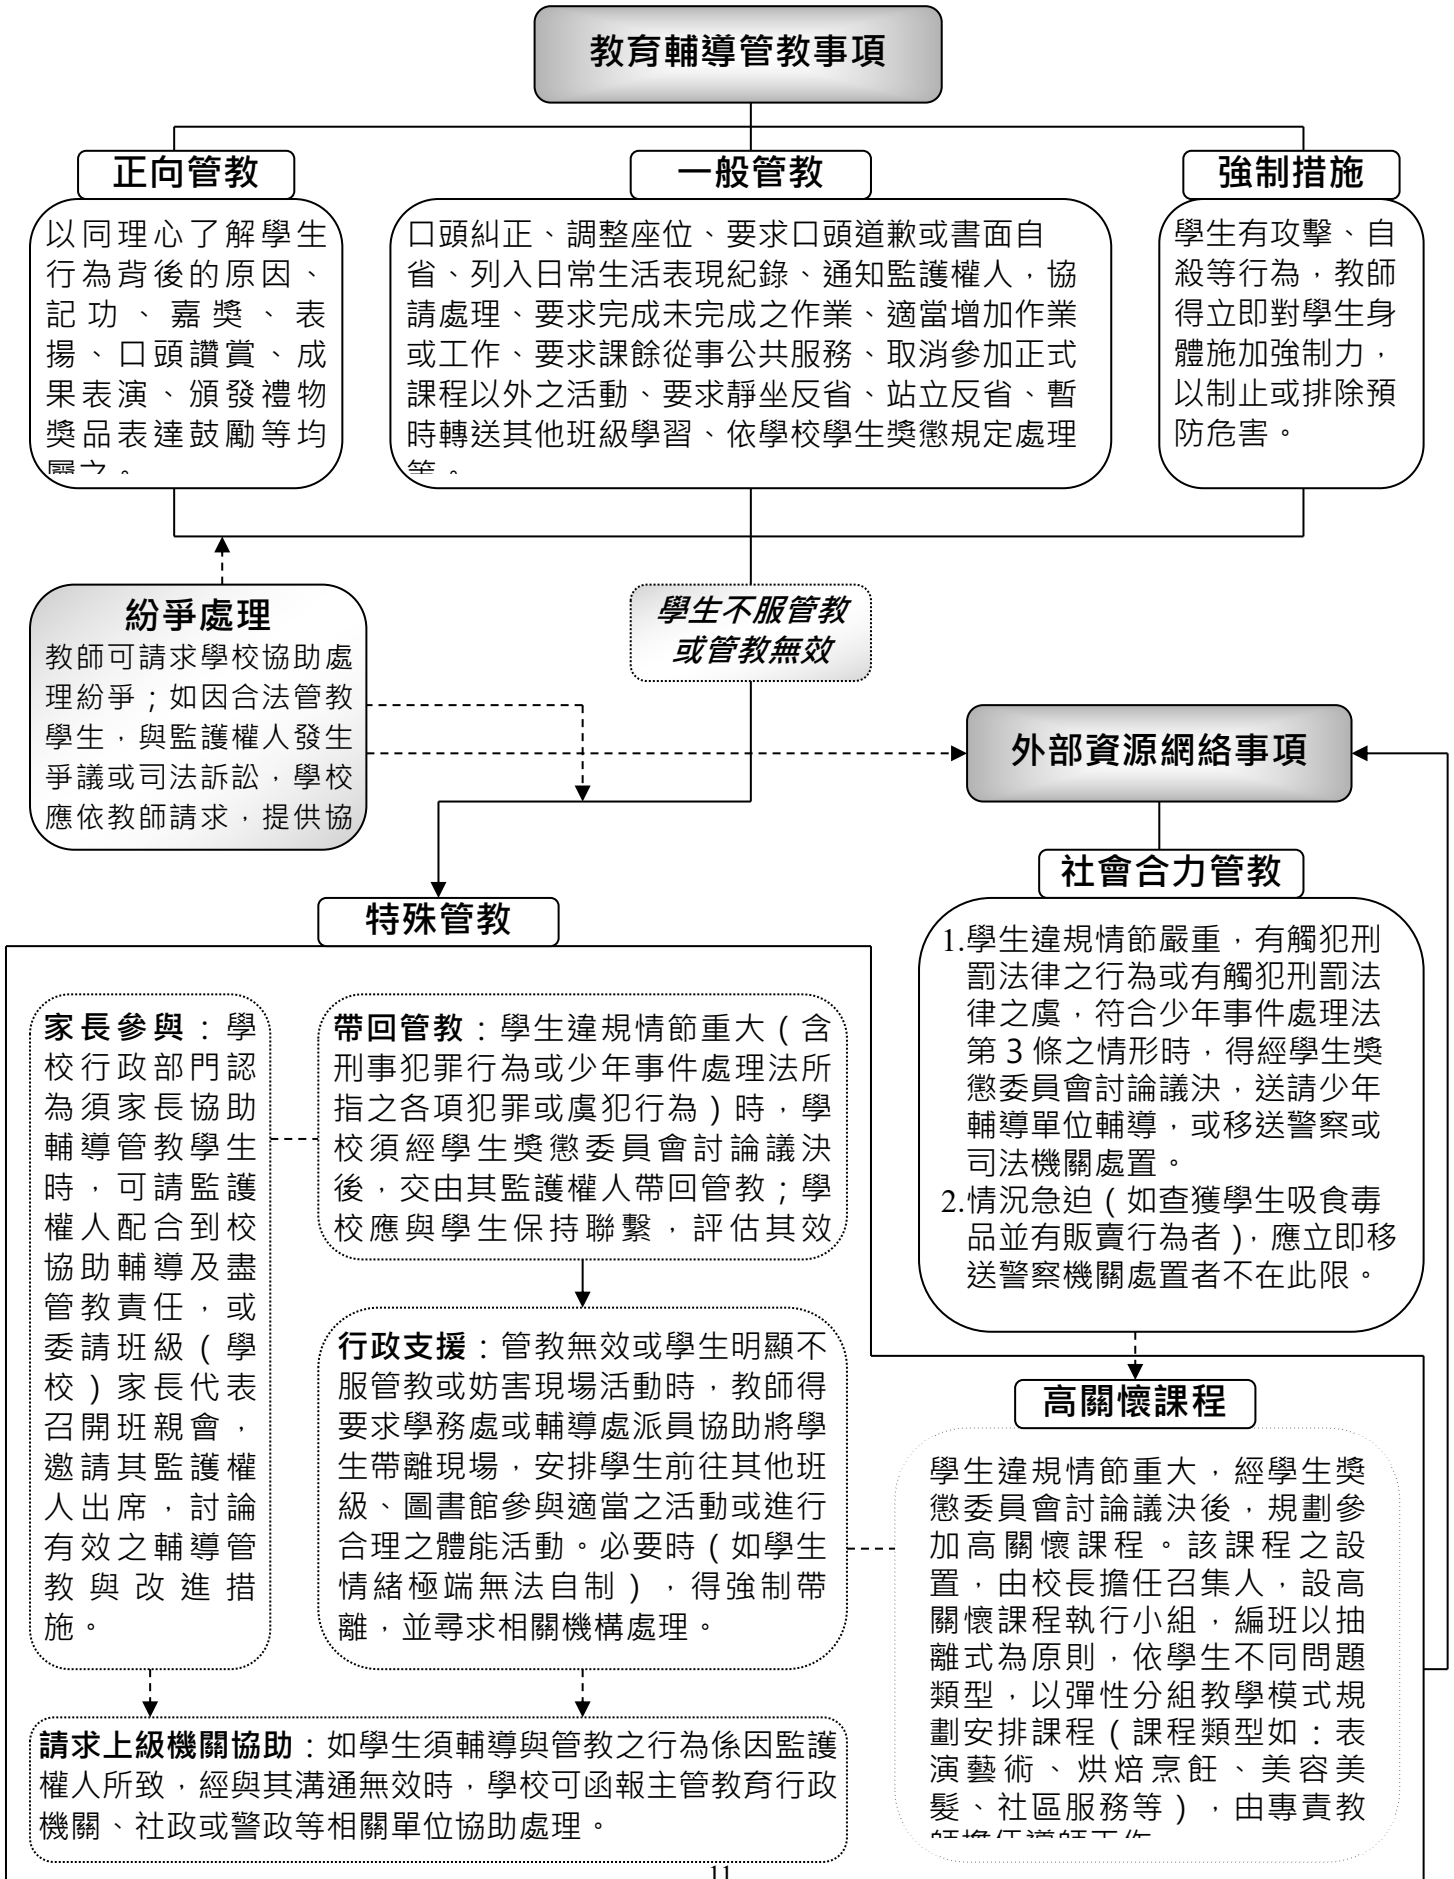 教育輔導管教事項
正向管教
以同理心了解學生
行為背後的原因、
記功、嘉獎、表
揚、口頭讚賞、成
果表演、頒發禮物
獎品表達鼓勵等均
屬之。
一般管教
口頭糾正、調整座位、要求口頭道歉或書面自
省、列入日常生活表現紀錄、通知監護權人，協
請處理、要求完成未完成之作業、適當增加作業
或工作、要求課餘從事公共服務、取消參加正式
課程以外之活動、要求靜坐反省、站立反省、暫
時轉送其他班級學習、依學校學生獎懲規定處理
等。
強制措施
學生有攻擊、自
殺等行為，教師
得立即對學生身
體施加強制力，
以制止或排除預
防危害。
紛爭處理
教師可請求學校協助處
理紛爭；如因合法管教
學生，與監護權人發生
爭議或司法訴訟，學校
應依教師請求，提供協
學生不服管教
或管教無效
外部資源網絡事項
社會合力管教
1.學生違規情節嚴重，有觸犯刑
罰法律之行為或有觸犯刑罰法
律之虞，符合少年事件處理法
第 3 條之情形時，得經學生獎
懲委員會討論議決，送請少年
輔導單位輔導，或移送警察或
司法機關處置。
2.情況急迫（如查獲學生吸食毒
品並有販賣行為者），應立即移
送警察機關處置者不在此限。
特殊管教
家長參與：學
校行政部門認
為須家長協助
輔導管教學生
時，可請監護
權人配合到校
協助輔導及盡
管教責任，或
委請班級（學
校）家長代表
召開班親會，
邀請其監護權
人出席，討論
有效之輔導管
教與改進措
施。
帶回管教：學生違規情節重大（含
刑事犯罪行為或少年事件處理法所
指之各項犯罪或虞犯行為）時，學
校須經學生獎懲委員會討論議決
後，交由其監護權人帶回管教；學
校應與學生保持聯繫，評估其效
行政支援：管教無效或學生明顯不
服管教或妨害現場活動時，教師得
要求學務處或輔導處派員協助將學
生帶離現場，安排學生前往其他班
級、圖書館參與適當之活動或進行
合理之體能活動。必要時（如學生
情緒極端無法自制），得強制帶
離，並尋求相關機構處理。
高關懷課程
學生違規情節重大，經學生獎
懲委員會討論議決後，規劃參
加高關懷課程。該課程之設
置，由校長擔任召集人，設高
關懷課程執行小組，編班以抽
離式為原則，依學生不同問題
類型，以彈性分組教學模式規
劃安排課程（課程類型如：表
演藝術、烘焙烹飪、美容美
髮、社區服務等），由專責教
師擔任導師工作
請求上級機關協助：如學生須輔導與管教之行為係因監護
權人所致，經與其溝通無效時，學校可函報主管教育行政
機關、社政或警政等相關單位協助處理。
11